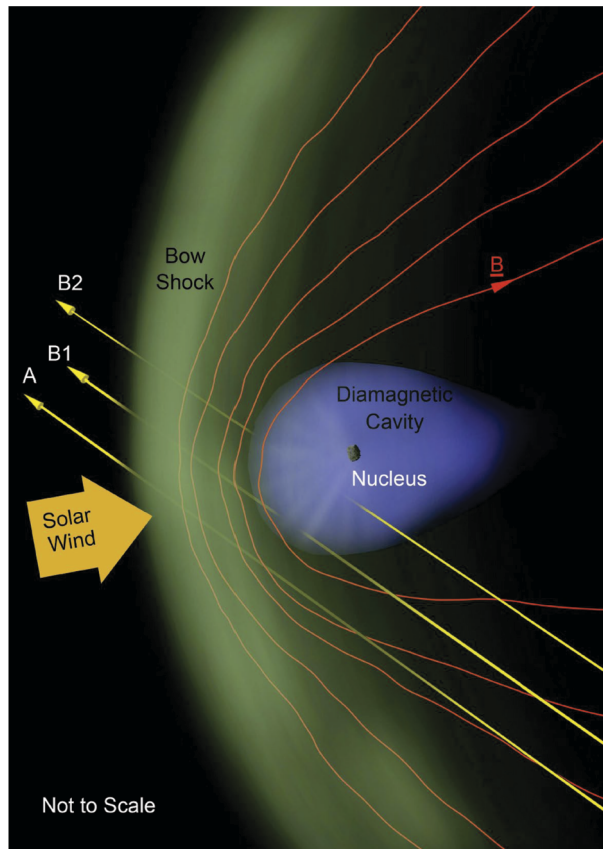 B
Bow
Shock
B2
B1
A
Diamagnetic
Cavity
Nucleus
Solar
Wind
Not to Scale